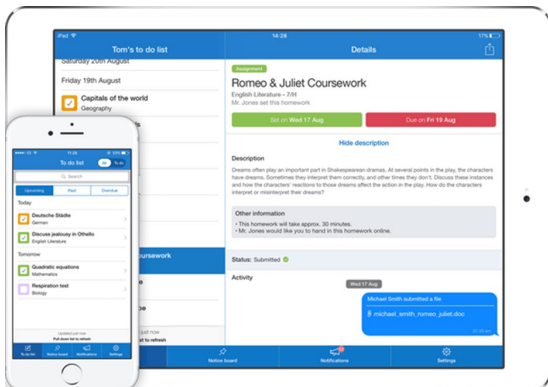 iPad
14:28
17%
Tom's to do list
Details
Saturday 20th August
Friday 19th August
Capitals of the world
Geography
Assignment
Romeo & Juliet Coursework
English Literature - 7/H
Mr. Jones set this homework
Set on Wed 17 Aug
Due on Fri 19 Aug
Hide description
Description
Dreams often play an important part in Shakespearean dramas. At several points in the play, the characters
have dreams. Sometimes they interpret them correctly, and other times they don't. Discuss these instances
and how the characters' reactions to those dreams affect the action in the play. How do the characters
interpret or misinterpret their dreams?
Other information
- This homework will take approx. 30 minutes.
- Mr. Jones would like you to hand in this homework online.
Status: Submitted
Activity
Wed 17 Aug
Michael Smith submitted a file
michael_smith_romeo_juliet.doc
Notice board
Notifications
Settings
To do list
All
To do
Search
Upcoming
Past
Overdue
Today
Deutsche Städte
German
Discuss jealousy in Othello
English Literature
Tomorrow
Quadratic equations
Mathematics
Respiration test
Biology
Updated just now
Pull down list to refresh
To do list
Notice board
Notifications
Settings